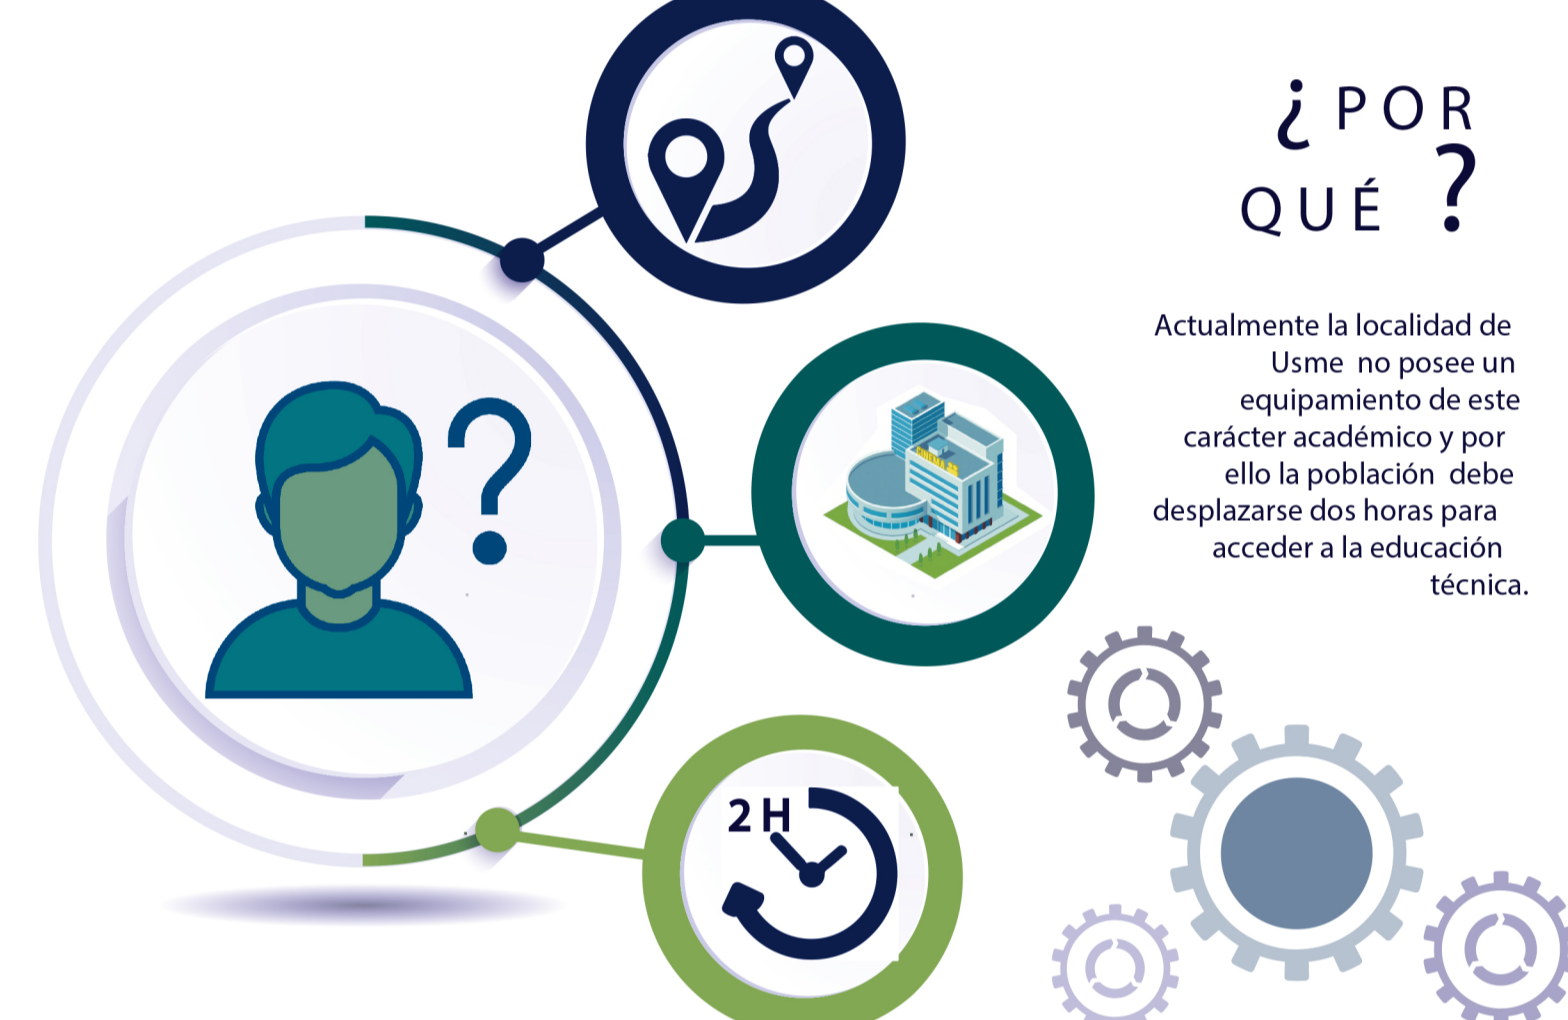 ¿POR
QUÉ ?
Actualmente la localidad de
Usme no posee un
equipamiento de este
carácter académico y por
ello la población debe
desplazarse dos horas para
acceder a la educación
técnica.
2 H